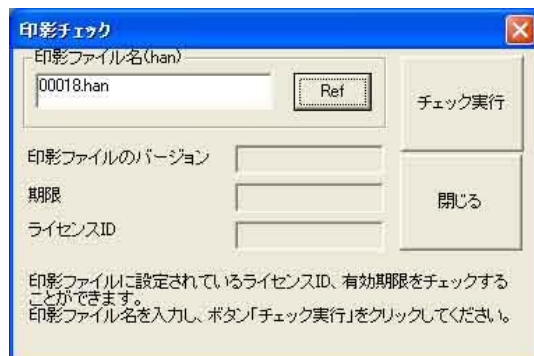 印影チェック
印影ファイル名(han)
00018.han
Ref
チェック実行
印影ファイルのバージョン
期限
閉じる
ライセンスID
印影ファイルに設定されているライセンスID、有効期限をチェックする
ことができます。
印影ファイル名を入力し、ボタン「チェック実行」をクリックしてください。